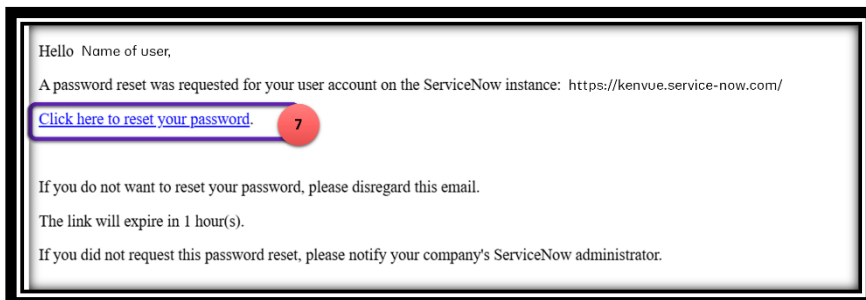 Hello Name of user,
A password reset was requested for your user account on the ServiceNow instance: https://kenvue.service-now.com/
Click here to reset your password.
7
If you do not want to reset your password, please disregard this email.
The link will expire in 1 hour(s).
If you did not request this password reset, please notify your company's ServiceNow administrator.